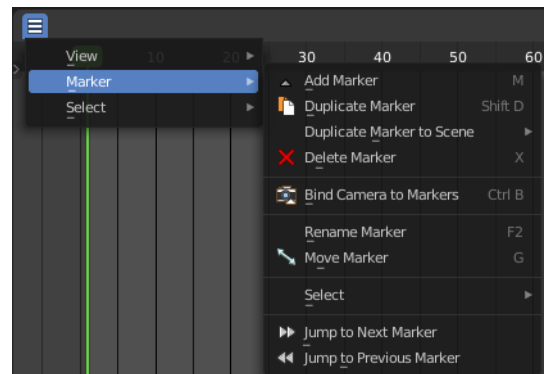 View 10 20 30 40 50 60
Marker
Select
Add Marker M
Duplicate Marker Shift D
Duplicate Marker to Scene
Delete Marker X
Bind Camera to Markers Ctrl B
Rename Marker F2
Move Marker G
Select
Jump to Next Marker
Jump to Previous Marker